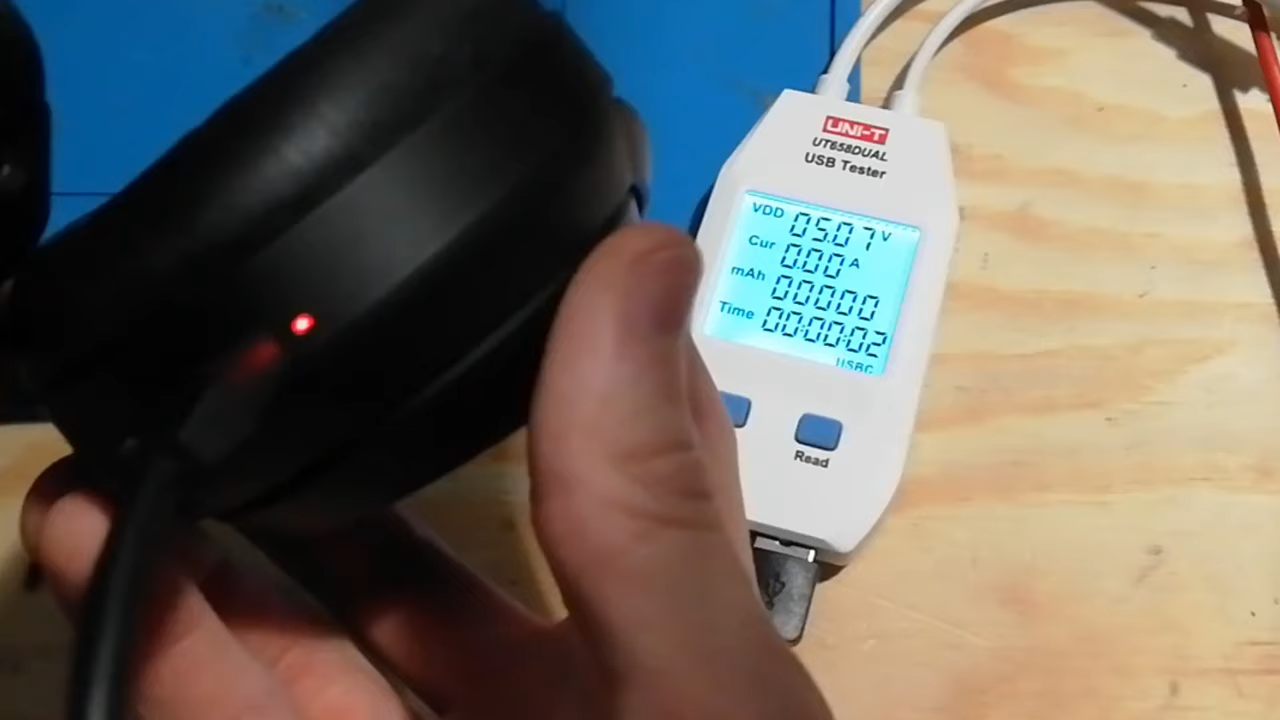 UNI-T
UT658DUAL
USB Tester
VDD 05.07 V
Cur 0.00 A
mAh 00000
Time 00:00:02
USBC
Read